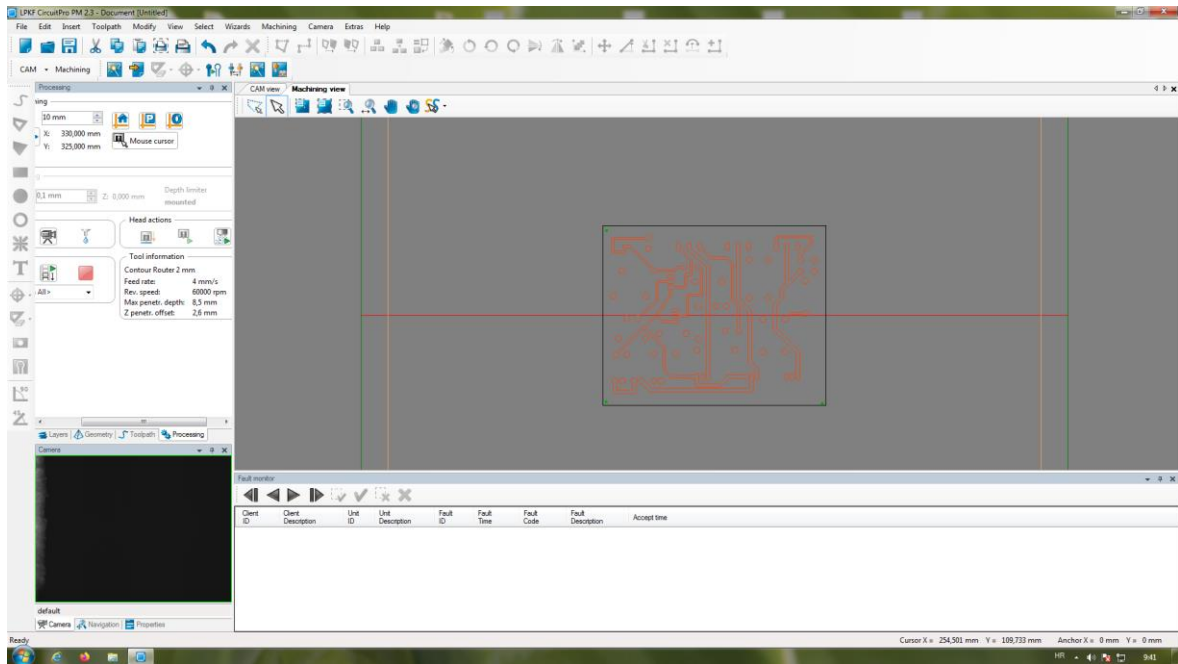 LPKF CircuitPro PM 2.3 - Document [Untitled]
File Edit Insert Toolpath Modify View Select Wizards Machining Camera Extras Help
CAM Machining
Processing
CAM view Machining view
ning
10 mm
X: 330,000 mm
Y: 325,000 mm
Mouse cursor
0,1 mm Z: 0,000 mm Depth limiter
mounted
Head actions
Tool information
Contour Router 2 mm
Feed rate: 4 mm/s
Rev. speed: 60000 rpm
Max penetr. depth: 8,5 mm
Z penetr. offset: 2,6 mm
All>
Layers Geometry Toolpath Processing
Camera
default
Camera Navigation Properties
Fault monitor
Client ID Client Description Unit ID Unit Description Fault ID Fault Time Fault Code Fault Description Accept time
Ready
Cursor X = 254,501 mm Y = 109,733 mm Anchor X = 0 mm Y = 0 mm
HR 9:41